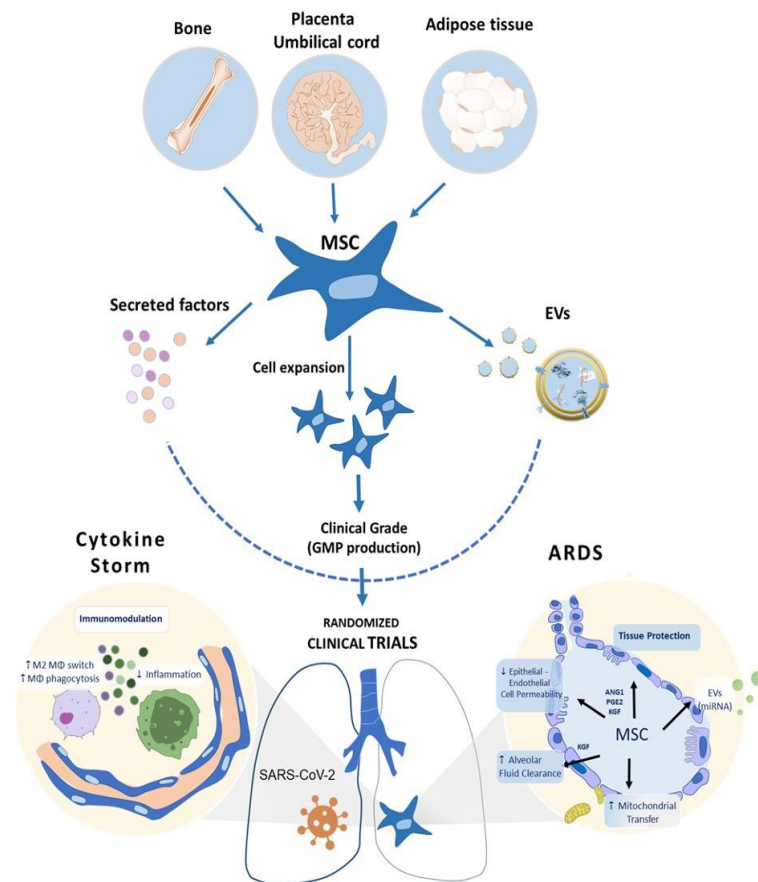 Bone
Placenta
Umbilical cord
Adipose tissue
MSC
Secreted factors
EVs
Cell expansion
Clinical Grade
(GMP production)
Cytokine
Storm
ARDS
RANDOMIZED
CLINICAL TRIALS
Immunomodulation
↑M2 MΦ switch
↑MΦ phagocytosis
↓ Inflammation
SARS-CoV-2
Tissue Protection
↓ Epithelial -
Endothelial
Cell Permeability
ANG1
PGE2
KGF
EVs
(miRNA)
MSC
KGF
↑ Alveolar
Fluid Clearance
↑ Mitochondrial
Transfer